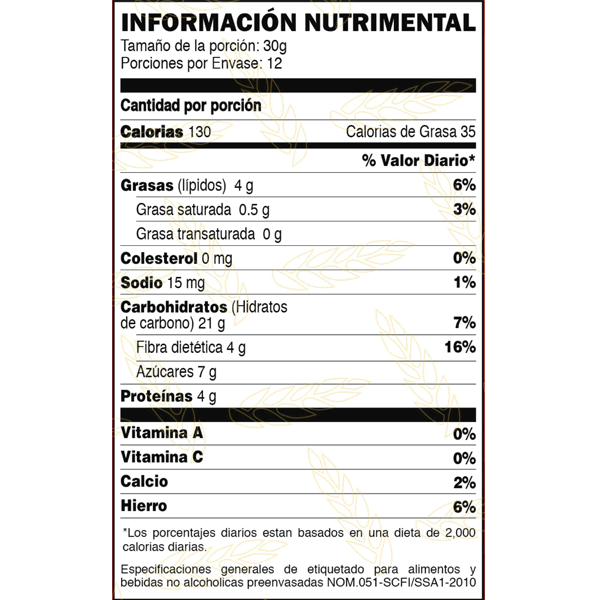 INFORMACIÓN NUTRIMENTAL
Tamaño de la porción: 30g
Porciones por Envase: 12
Cantidad por porción
Calorias 130 Calorias de Grasa 35
% Valor Diario*
Grasas (lípidos) 4 g 6%
Grasa saturada 0.5 g 3%
Grasa transaturada 0 g
Colesterol 0 mg 0%
Sodio 15 mg 1%
Carbohidratos (Hidratos
de carbono) 21 g 7%
Fibra dietética 4 g 16%
Azúcares 7 g
Proteínas 4 g
Vitamina A 0%
Vitamina C 0%
Calcio 2%
Hierro 6%
*Los porcentajes diarios estan basados en una dieta de 2,000
calorias diarias.
Especificaciones generales de etiquetado para alimentos y
bebidas no alcoholicas preenvasadas NOM.051-SCFI/SSA1-2010